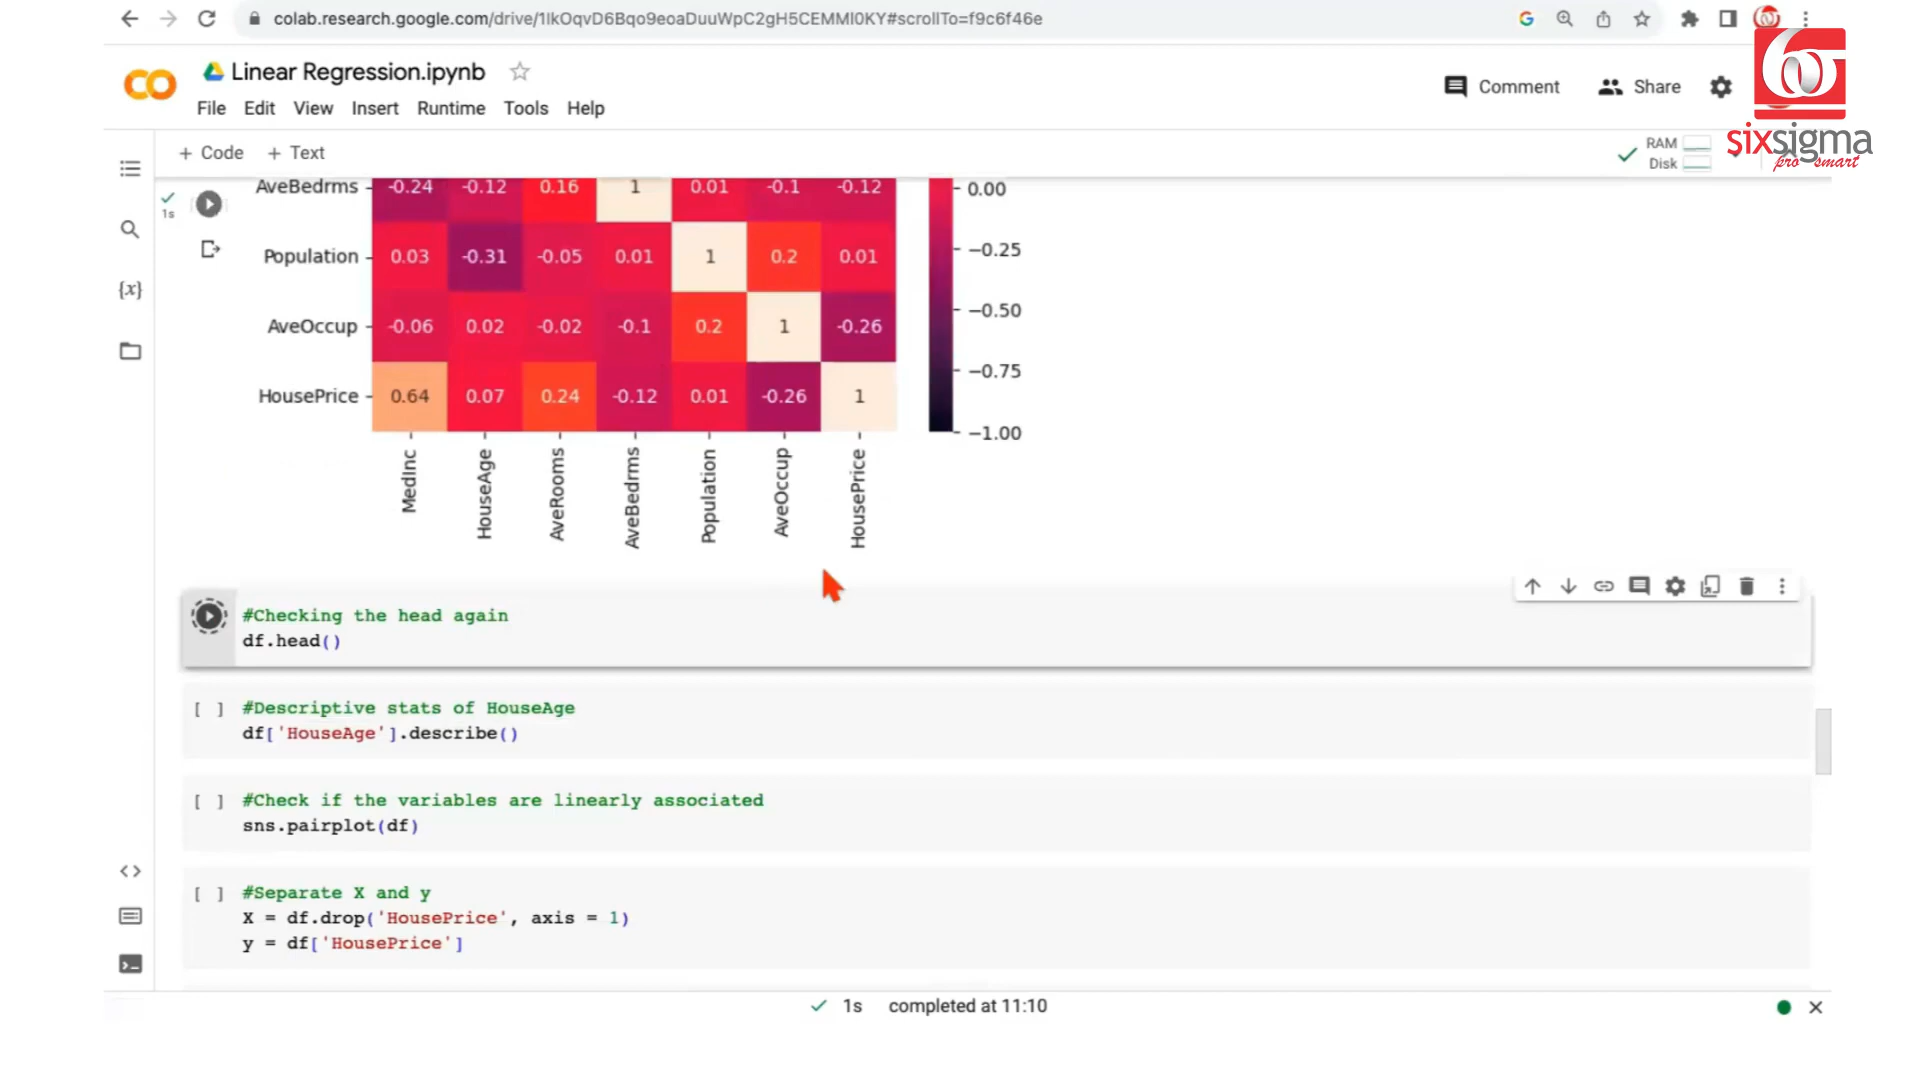 colab.research.google.com/drive/1IkOqvD6Bqo9eoaDuuWpC2gH5CEMMI0KY#scrollTo=f9c6f46e
Linear Regression.ipynb
Comment
Share
File Edit View Insert Runtime Tools Help
sixsigma
pro smart
+ Code + Text
RAM
Disk
1s
AveBedrms -0.24 -0.12 0.16 1 0.01 -0.1 -0.12
0.00
Population 0.03 -0.31 -0.05 0.01 1 0.2 0.01
−0.25
AveOccup -0.06 0.02 -0.02 -0.1 0.2 1 -0.26
−0.50
−0.75
HousePrice 0.64 0.07 0.24 -0.12 0.01 -0.26 1
−1.00
MedInc HouseAge AveRooms AveBedrms Population AveOccup HousePrice
{x}
#Checking the head again
df.head()
[ ] #Descriptive stats of HouseAge
df['HouseAge'].describe()
[ ] #Check if the variables are linearly associated
sns.pairplot(df)
[ ] #Separate X and y
X = df.drop('HousePrice', axis = 1)
y = df['HousePrice']
1s completed at 11:10